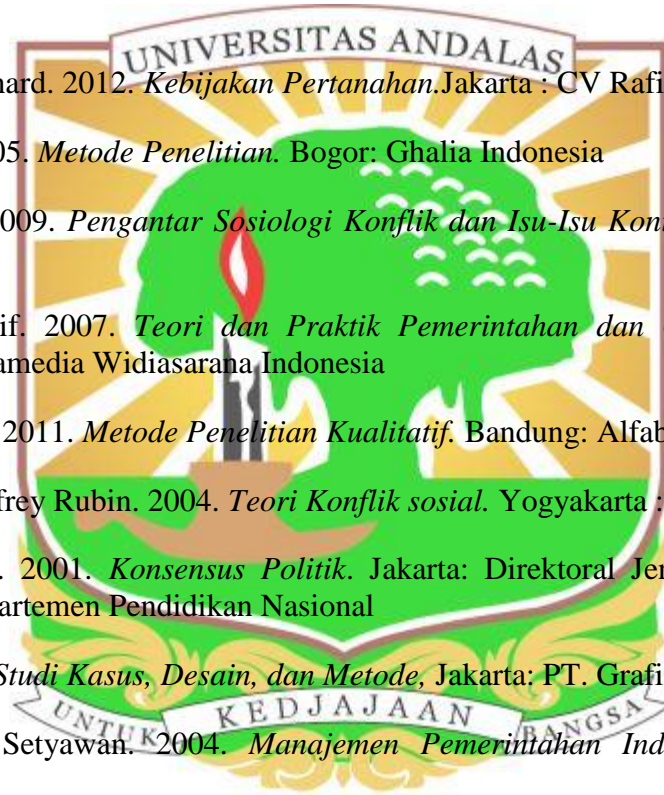 UNIVERSITAS ANDALAS
nard. 2012. Kebijakan Pertanahan.Jakarta : CV Rafi
05. Metode Penelitian. Bogor: Ghalia Indonesia
009. Pengantar Sosiologi Konflik dan Isu-Isu Kon
if. 2007. Teori dan Praktik Pemerintahan dan
amedia Widiasarana Indonesia
2011. Metode Penelitian Kualitatif. Bandung: Alfab
frey Rubin. 2004. Teori Konflik sosial. Yogyakarta :
. 2001. Konsensus Politik. Jakarta: Direktoral Jer
artemen Pendidikan Nasional
Studi Kasus, Desain, dan Metode, Jakarta: PT. Grafi
UNTUK KEDJAJAAN BANGSA
Setyawan. 2004. Manajemen Pemerintahan Ind